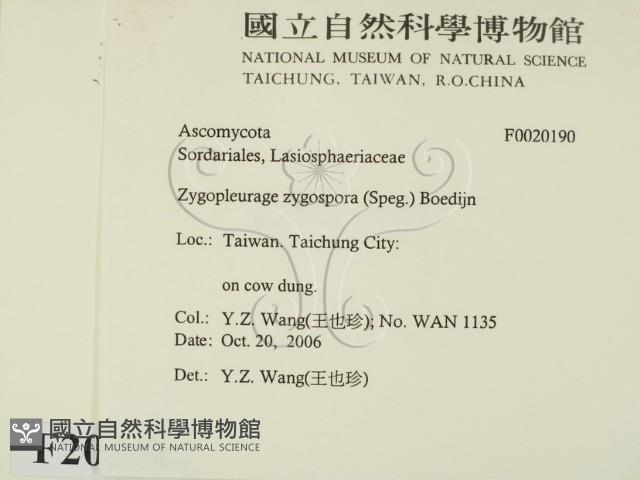 國立自然科學博物館
NATIONAL MUSEUM OF NATURAL SCIENCE
TAICHUNG, TAIWAN, R.O.CHINA
Ascomycota F0020190
Sordariales, Lasiosphaeriaceae
Zygopleurage zygospora (Speg.) Boedijn
Loc.: Taiwan. Taichung City:
on cow dung.
Col.: Y.Z. Wang(王也珍); No. WAN 1135
Date: Oct. 20, 2006
Det.: Y.Z. Wang(王也珍)
國立自然科學博物館
NATIONAL MUSEUM OF NATURAL SCIENCE
F20